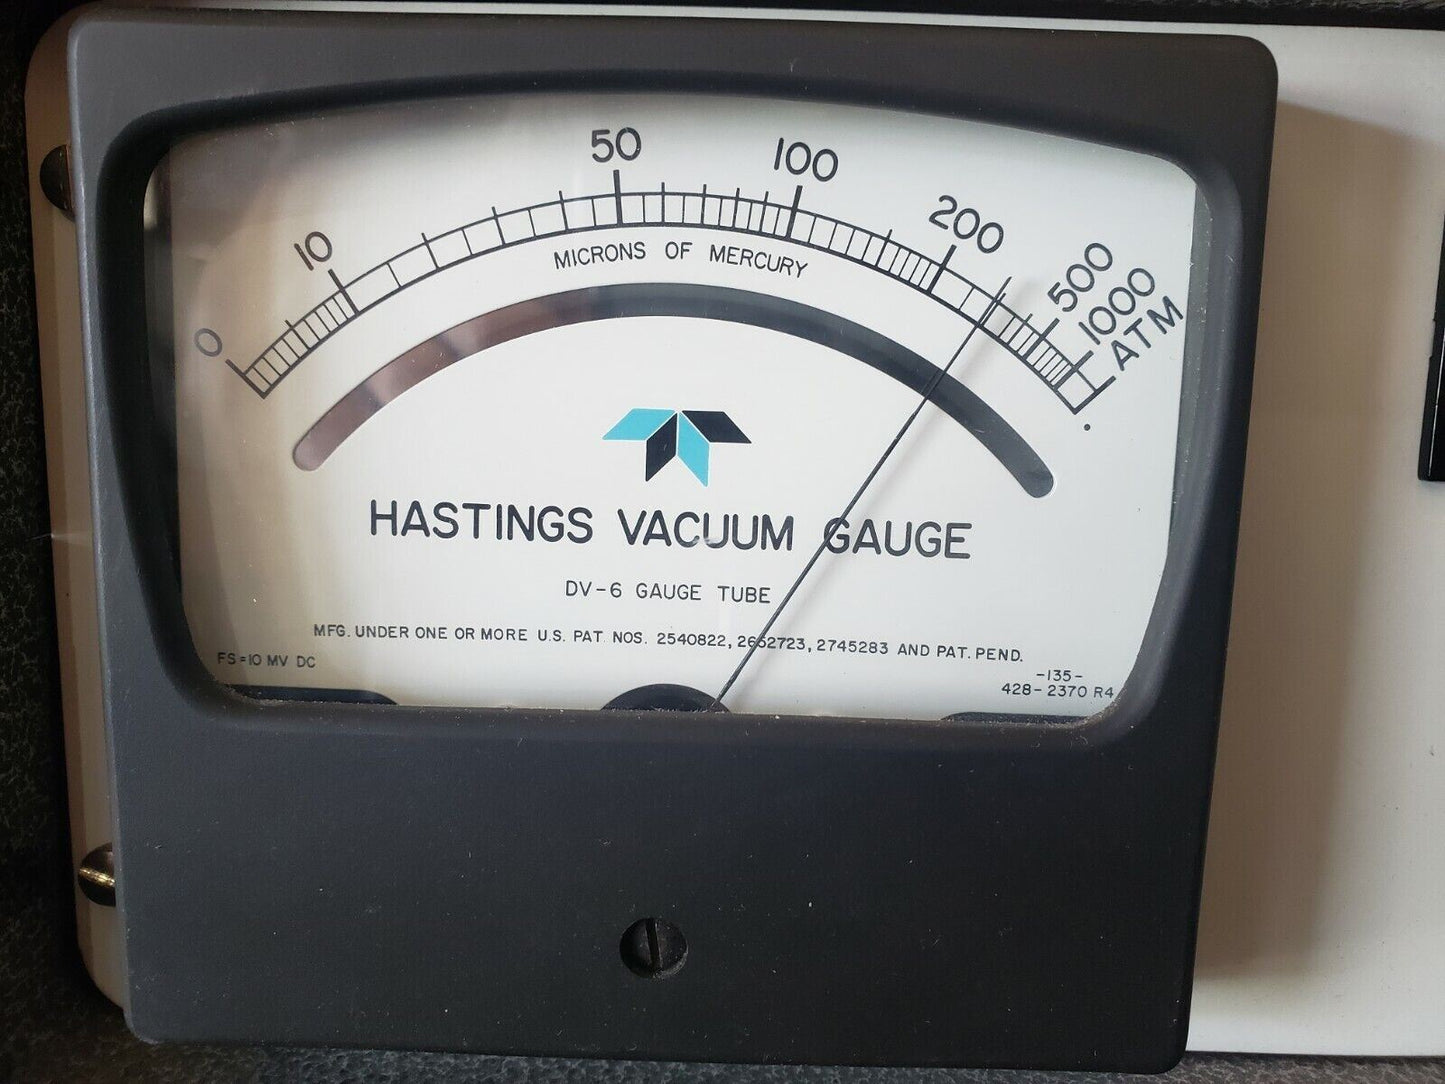 0 10 50 100 200 500 1000 ATM
MICRONS OF MERCURY
HASTINGS VACUUM GAUGE
DV-6 GAUGE TUBE
MFG. UNDER ONE OR MORE U.S. PAT. NOS. 2540822, 2662723, 2745283 AND PAT. PEND.
FS=10 MV DC
-135-
428-2370 R4